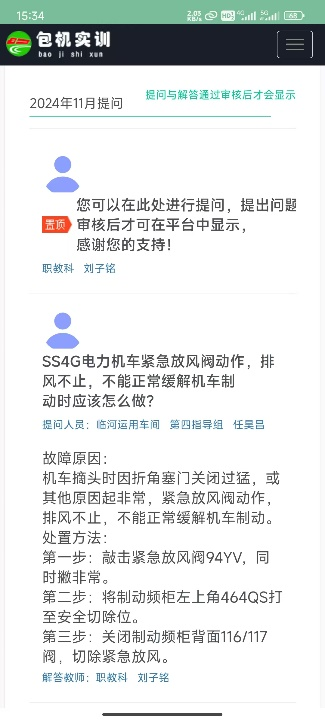 15:34
2.05 KB/S HD 4G 5G 68
包机实训
bao ji shi xun
2024年11月提问
提问与解答通过审核后才会显示
您可以在此处进行提问，提出问题
置顶
审核后才可在平台中显示，
感谢您的支持！
职教科 刘子铭
SS4G电力机车紧急放风阀动作，排
风不止，不能正常缓解机车制
动时应该怎么做？
提问人员：临河运用车间 第四指导组 任昊昌
故障原因：
机车摘头时因折角塞门关闭过猛，或
其他原因起非常，紧急放风阀动作，
排风不止，不能正常缓解机车制动。
处置方法：
第一步：敲击紧急放风阀94YV，同
时撇非常。
第二步：将制动频柜左上角464QS打
至安全切除位。
第三步：关闭制动频柜背面116/117
阀，切除紧急放风。
解答教师：职教科 刘子铭